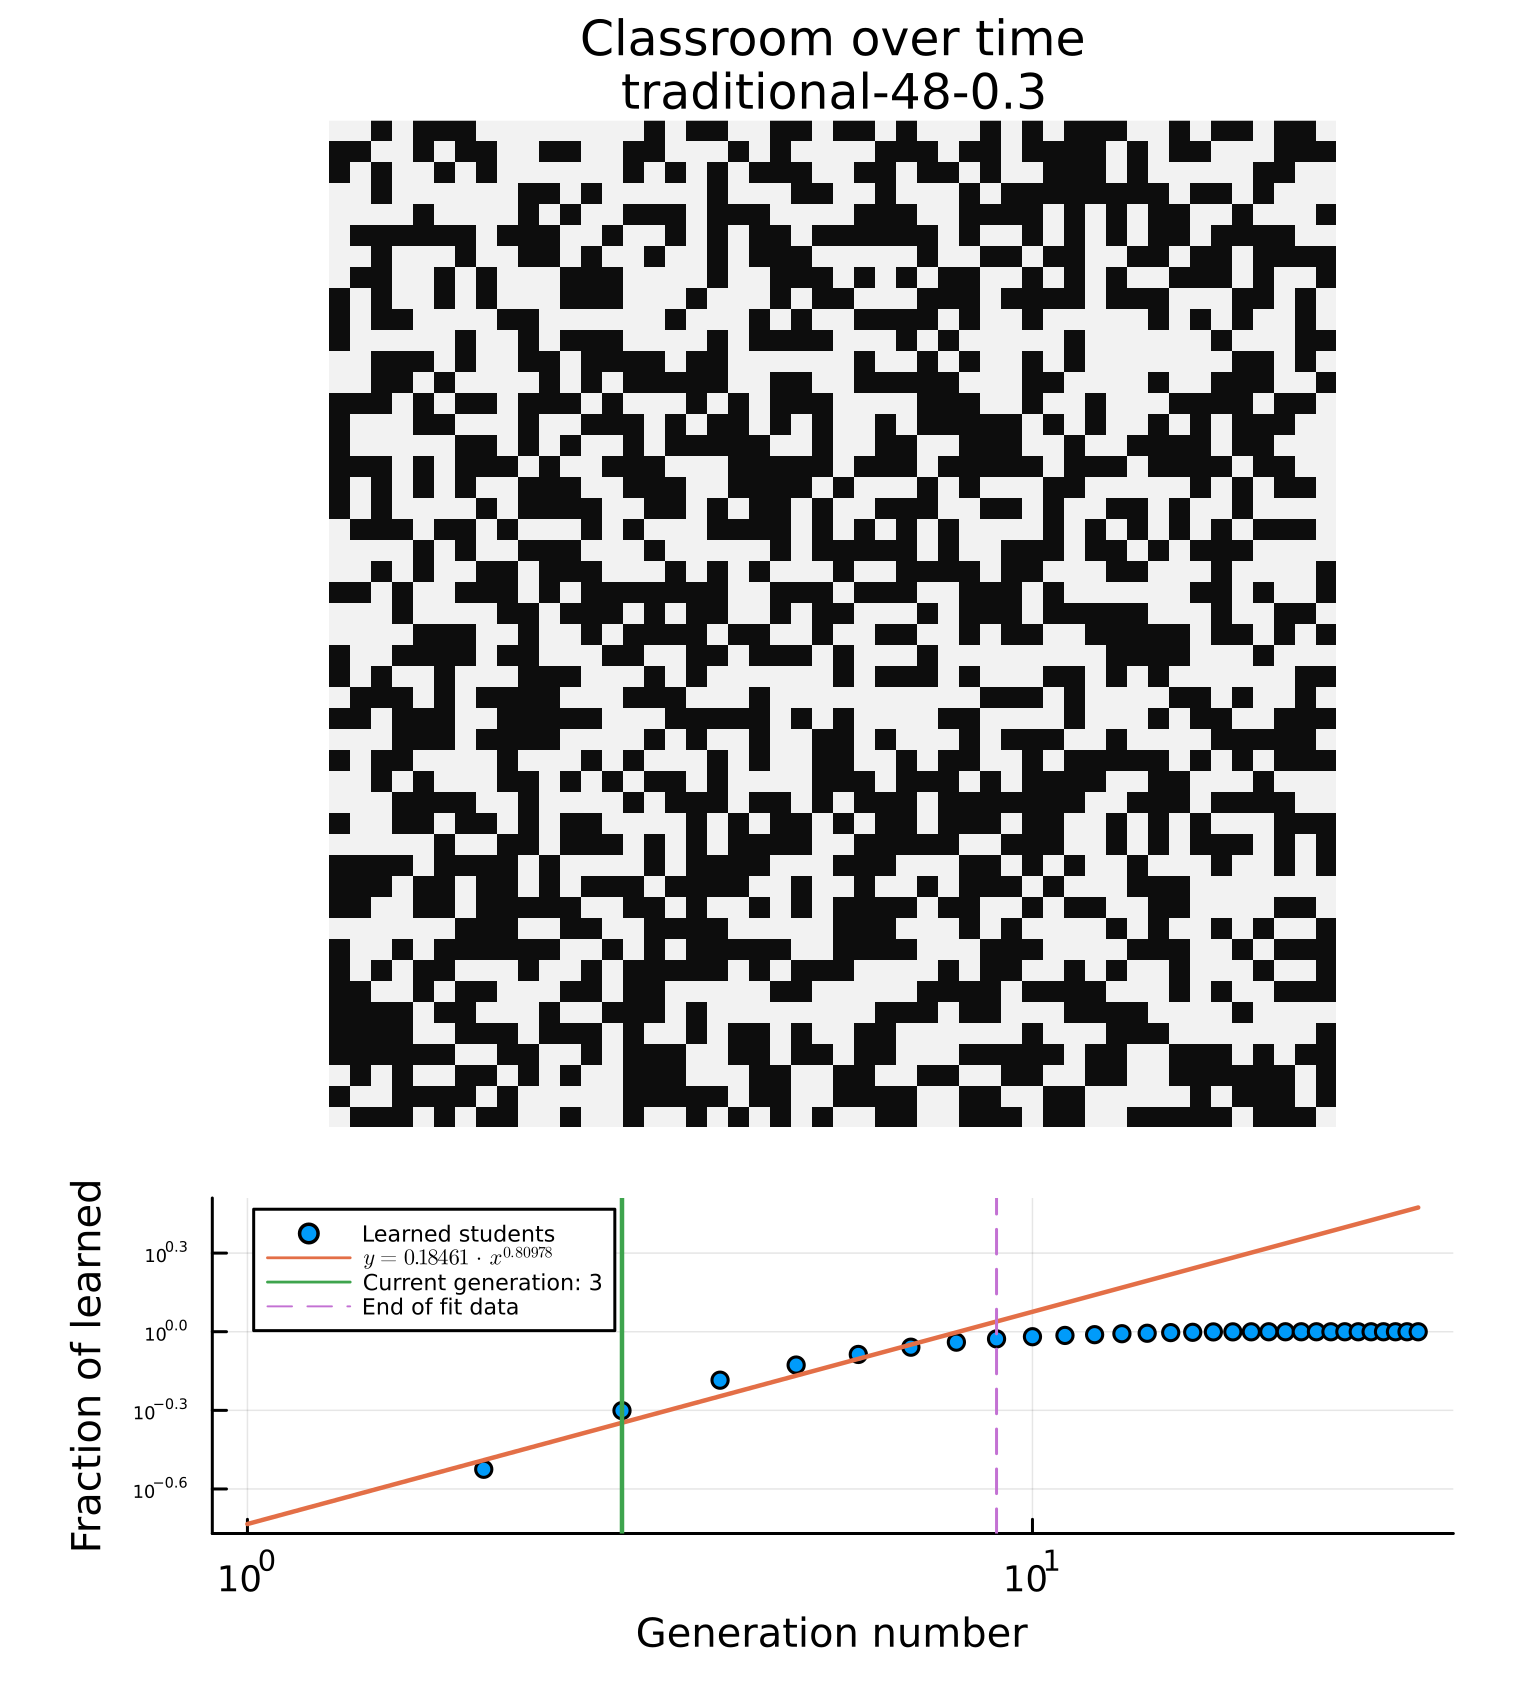 Classroom over time
traditional-48-0.3
Fraction of learned
10^0.3
10^0.0
10^−0.3
10^−0.6
Learned students
y = 0.18461 · x^0.80978
Current generation: 3
End of fit data
10^0
10^1
Generation number